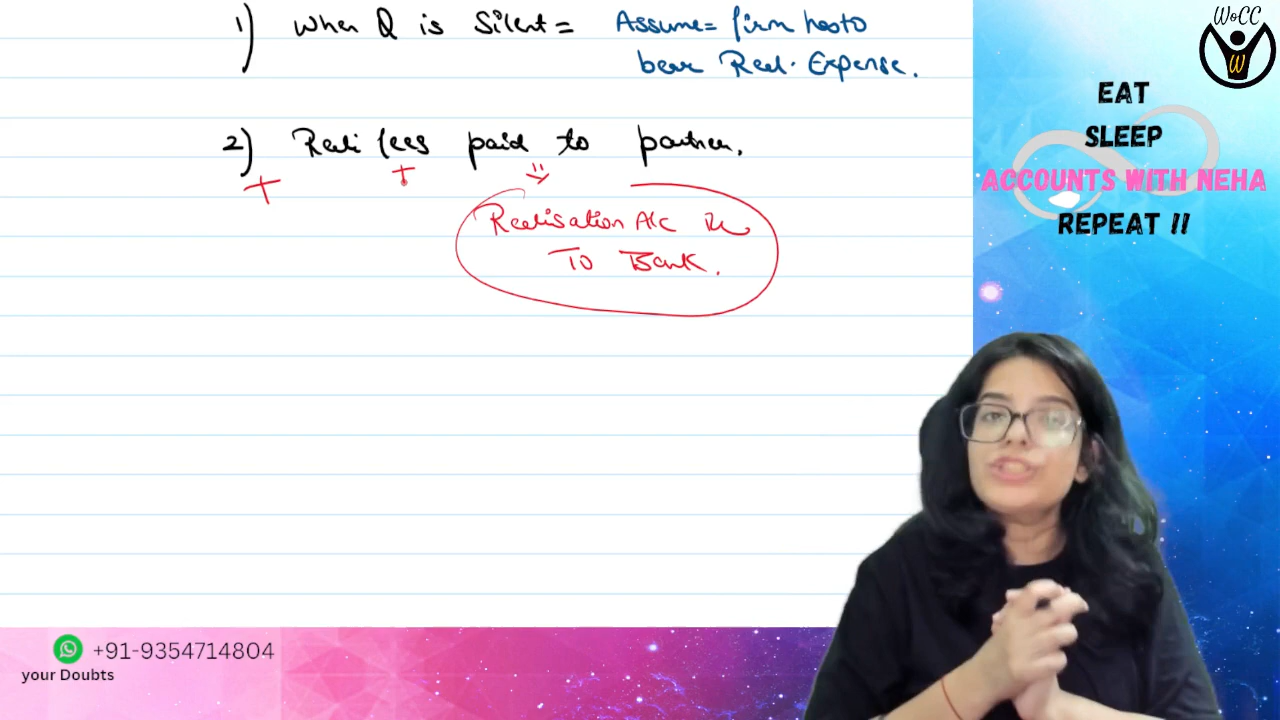 1) When Q is Silent = Assume = firm has to
bear Real. Expense.
2) Reali fees paid to partner.
Realisation A/c Dr
To Bank.
WoCC
W
EAT
SLEEP
ACCOUNTS WITH NEHA
REPEAT !!
+91-9354714804
your Doubts